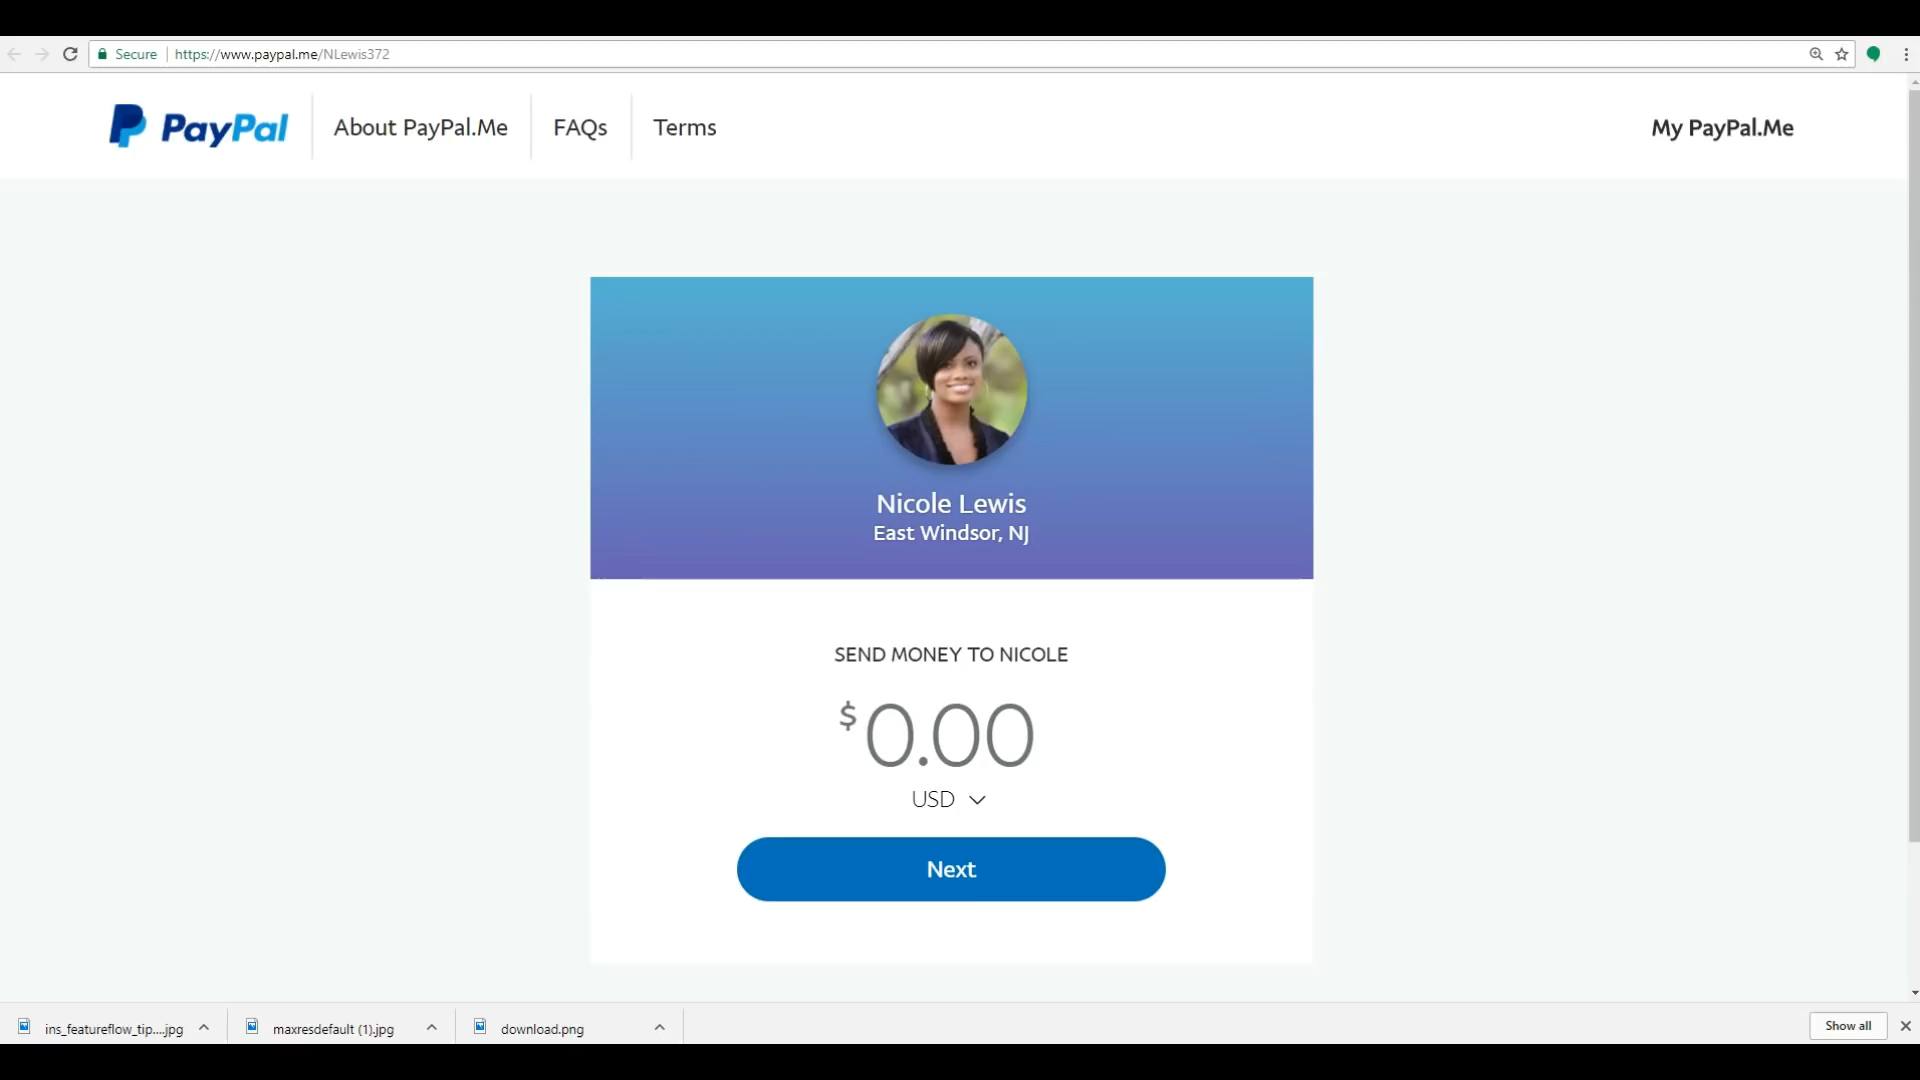 Secure https://www.paypal.me/NLewis372
PayPal About PayPal.Me FAQs Terms My PayPal.Me
Nicole Lewis
East Windsor, NJ
SEND MONEY TO NICOLE
$0.00
USD
Next
ins_featureflow_tip....jpg maxresdefault (1).jpg download.png Show all